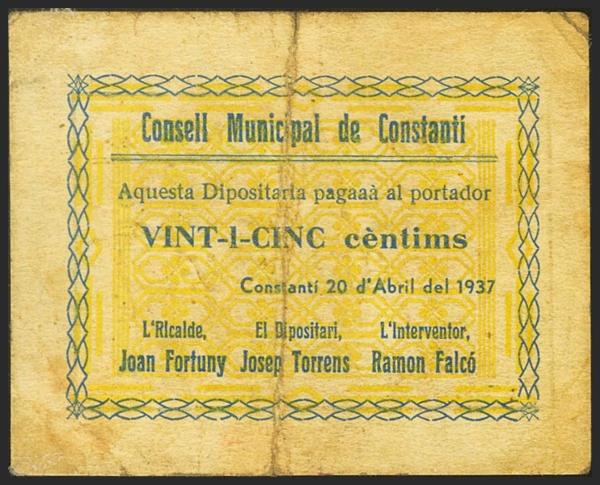 Consell Municipal de Constantí
Aquesta Dipositaria pagaaà al portador
VINT-I-CINC cèntims
Constantí 20 d'Abril del 1937
L'Alcalde, El Dipositari, L'Interventor,
Joan Fortuny Josep Torrens Ramon Falcó